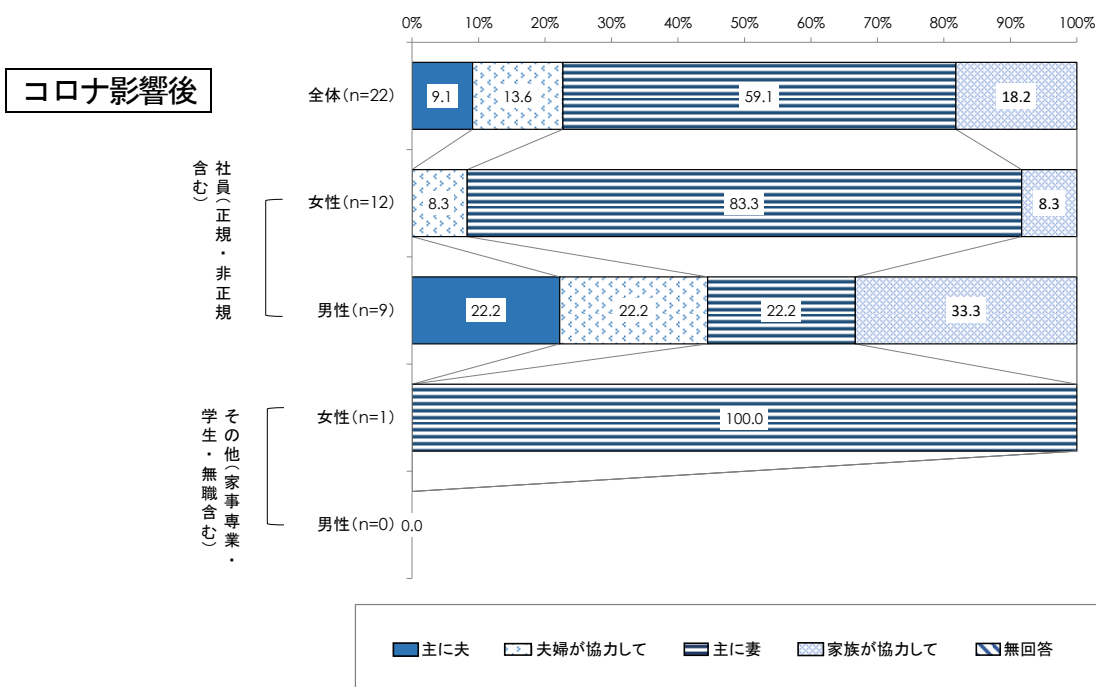 0% 10% 20% 30% 40% 50% 60% 70% 80% 90% 100%
コロナ影響後
全体(n=22) 9.1 13.6 59.1 18.2
社員(正規・非正規
含む)
女性(n=12) 8.3 83.3 8.3
男性(n=9) 22.2 22.2 22.2 33.3
その他(家事専業・
学生・無職含む)
女性(n=1) 100.0
男性(n=0) 0.0
主に夫 夫婦が協力して 主に妻 家族が協力して 無回答